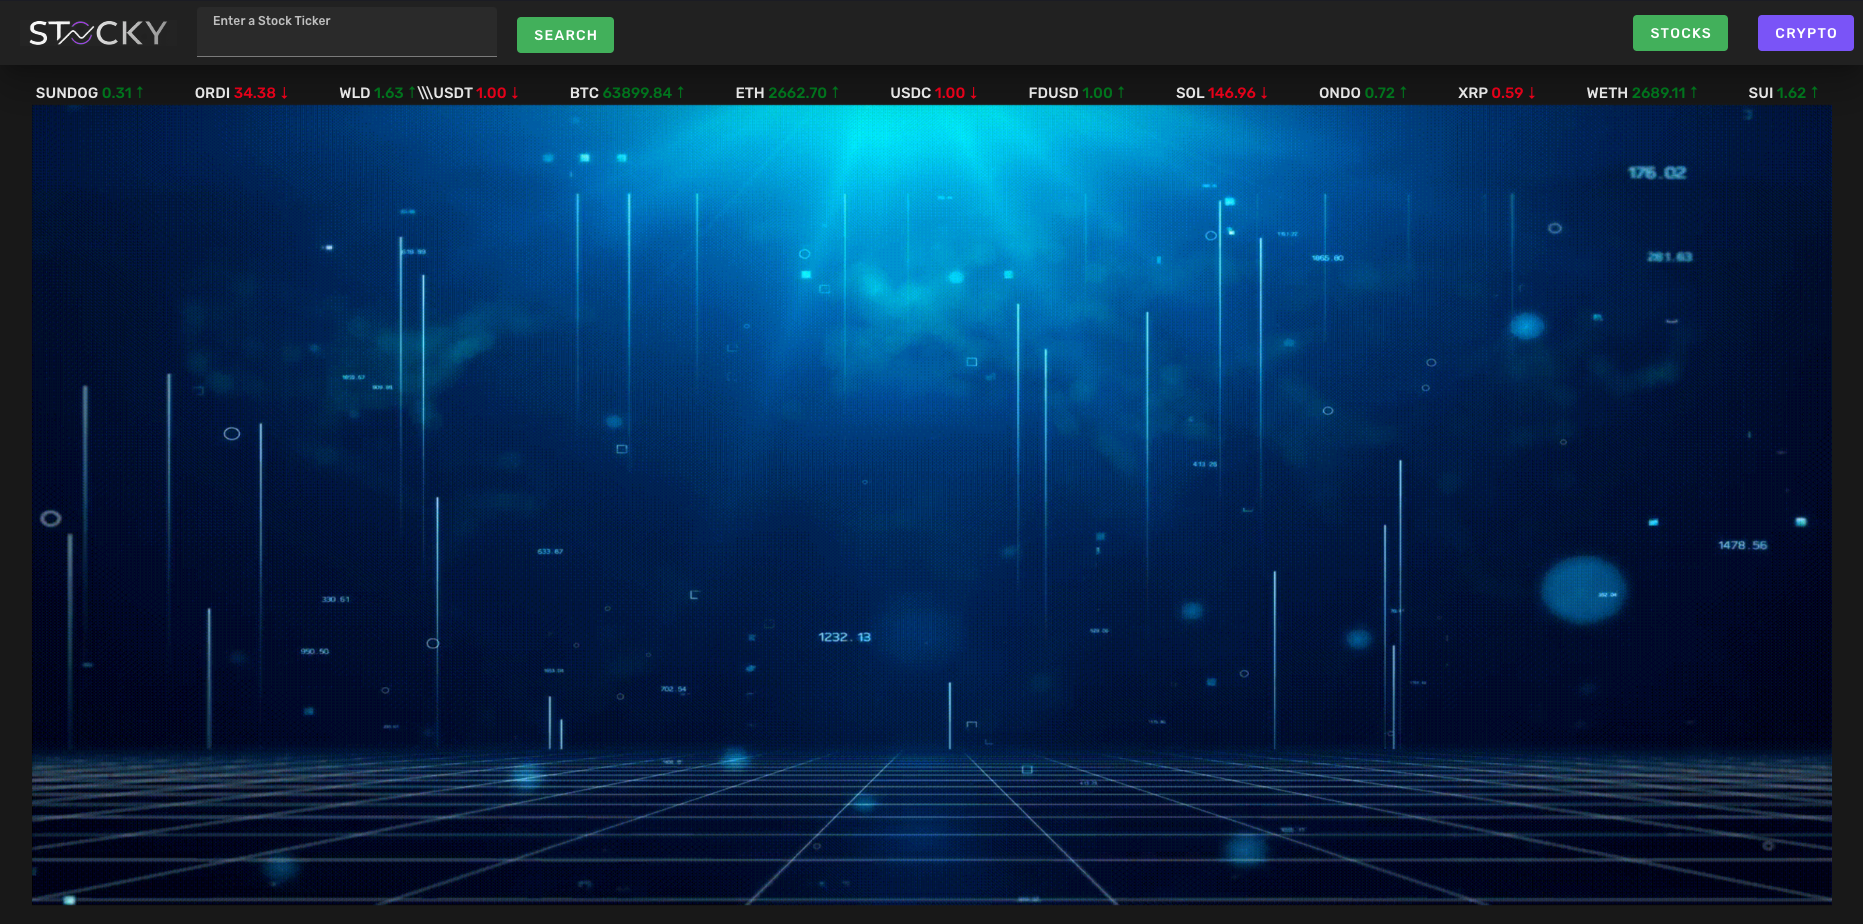 STOCKY
Enter a Stock Ticker
SEARCH
STOCKS
CRYPTO
SUNDOG 0.31 ↑ ORDI 34.38 ↓ WLD 1.63 ↑ \\\USDT 1.00 ↓ BTC 63899.84 ↑ ETH 2662.70 ↑ USDC 1.00 ↓ FDUSD 1.00 ↑ SOL 146.96 ↓ ONDO 0.72 ↑ XRP 0.59 ↓ WETH 2689.11 ↑ SUI 1.62 ↑
176.02
281.63
1478.56
633.87
330.51
1232.13
990.50
702.54